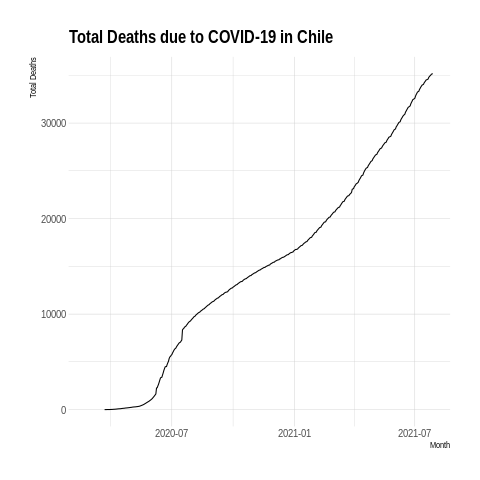 Total Deaths due to COVID-19 in Chile
Total Deaths
30000
20000
10000
0
2020-07 2021-01 2021-07
Month